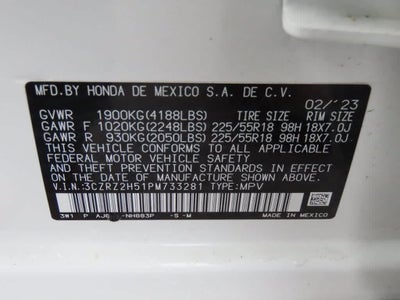 MFD.BY HONDA DE MEXICO S.A. DE C.V.
02/'23
GVWR 1900KG(4188LBS) TIRE SIZE RIM SIZE
GAWR F 1020KG(2248LBS) 225/55R18 98H 18X7.0J
GAWR R 930KG(2050LBS) 225/55R18 98H 18X7.0J
THIS VEHICLE CONFORMS TO ALL APPLICABLE
FEDERAL MOTOR VEHICLE SAFETY AND THEFT PREVENTION
STANDARDS IN EFFECT ON THE DATE OF MANUFACTURE SHOWN ABOVE.
V.I.N.:3CZRZ2H51PM733281 TYPE:MPV
3W1 P NH883P -S -M
MADE IN MEXICO